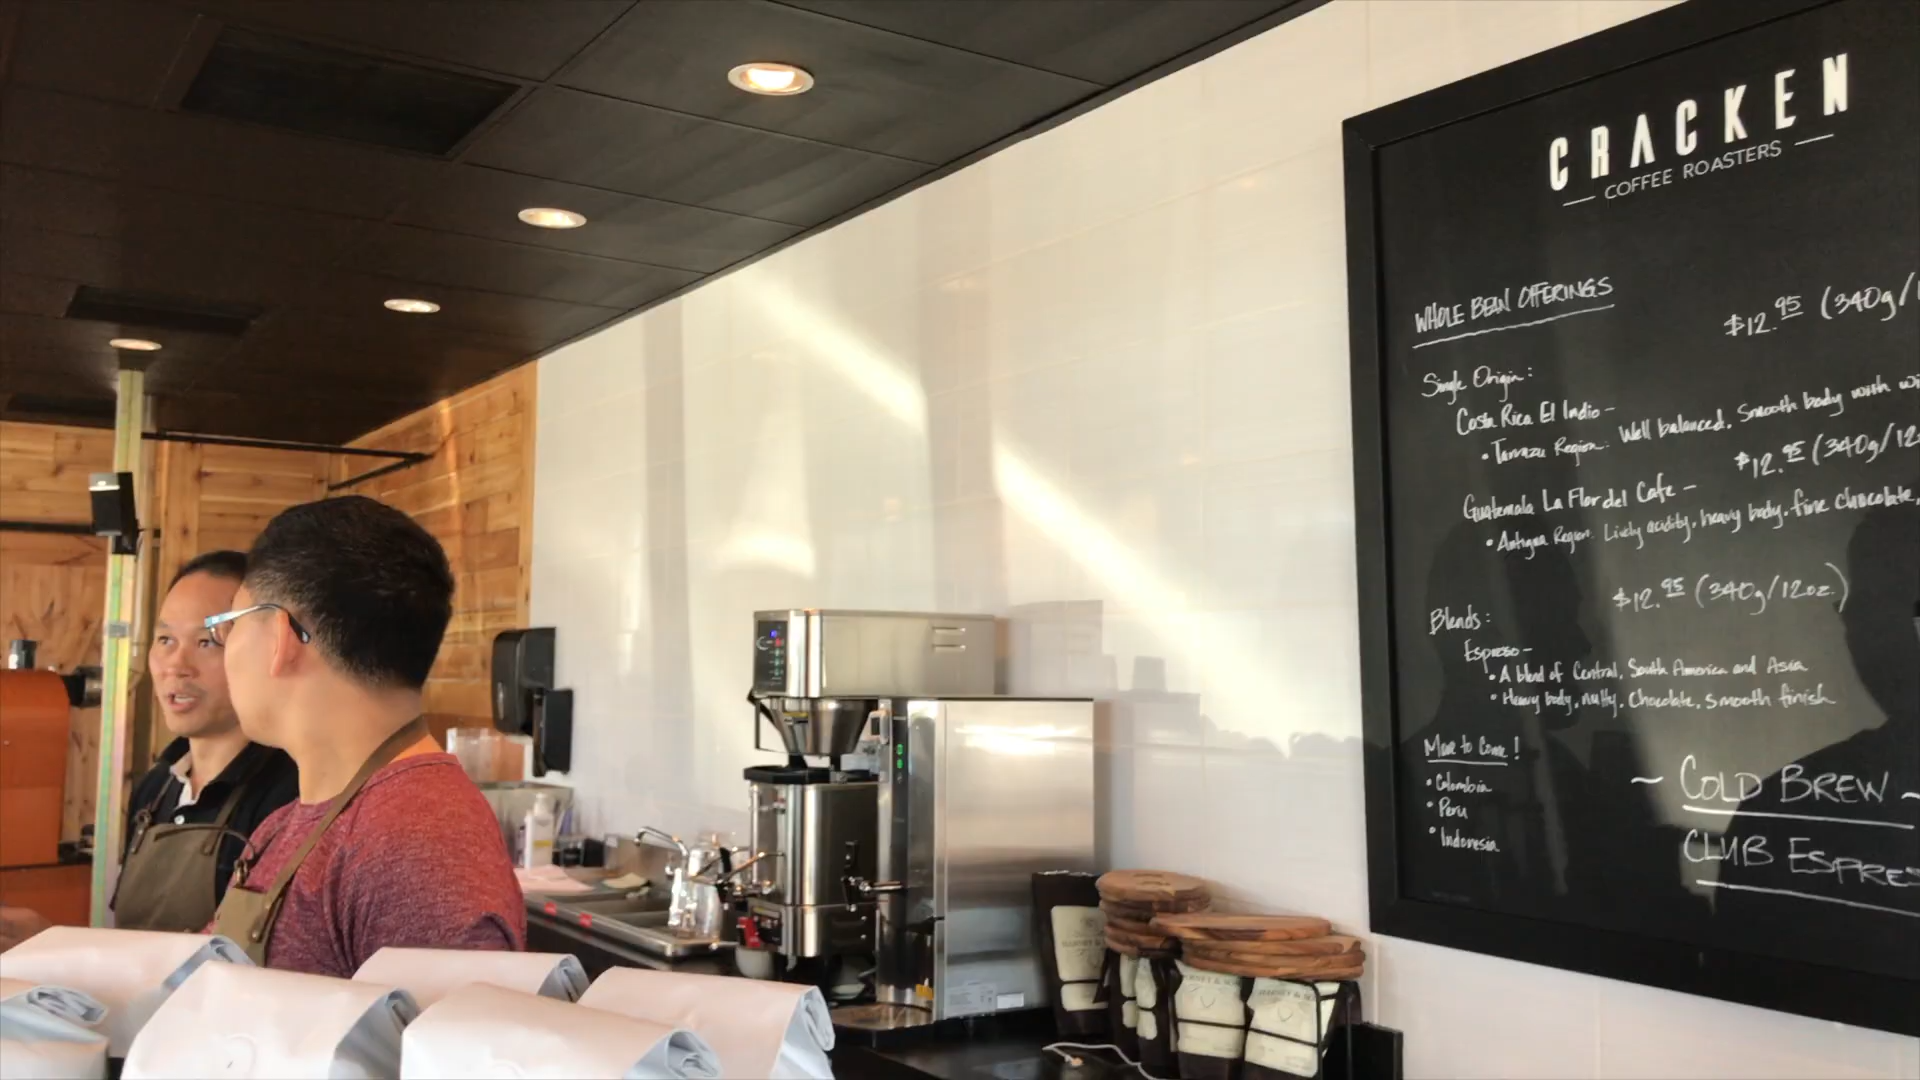 CRACKEN
COFFEE ROASTERS
WHOLE BEAN OFFERINGS
$12.95 (340g/1
Single Origin:
Costa Rica El Indio -
• Tarrazu Region: Well balanced, Smooth body with wi
$12.95 (340g/12
Guatemala La Flor del Cafe -
• Antigua Region: Lively acidity, heavy body, fine chocolate,
$12.95 (340g/12oz.)
Blends:
Espresso -
• A blend of Central, South America and Asia
• Heavy body, nutty, Chocolate, smooth finish
More to Come!
• Colombia
• Peru
• Indonesia
~ COLD BREW ~
CLUB ESPRES